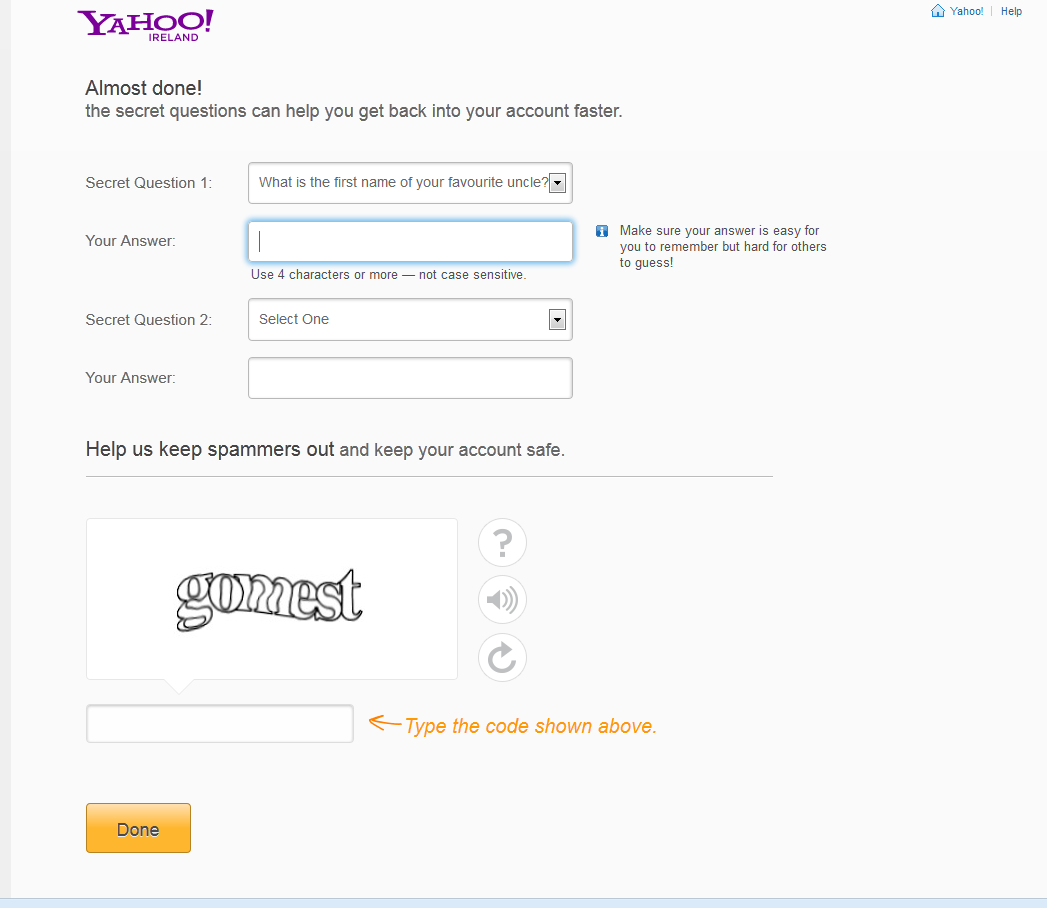 YAHOO!
IRELAND
Yahoo! | Help
Almost done!
the secret questions can help you get back into your account faster.
Secret Question 1: What is the first name of your favourite uncle?
Your Answer:
Make sure your answer is easy for
you to remember but hard for others
to guess!
Use 4 characters or more — not case sensitive.
Secret Question 2: Select One
Your Answer:
Help us keep spammers out and keep your account safe.
?
Type the code shown above.
Done